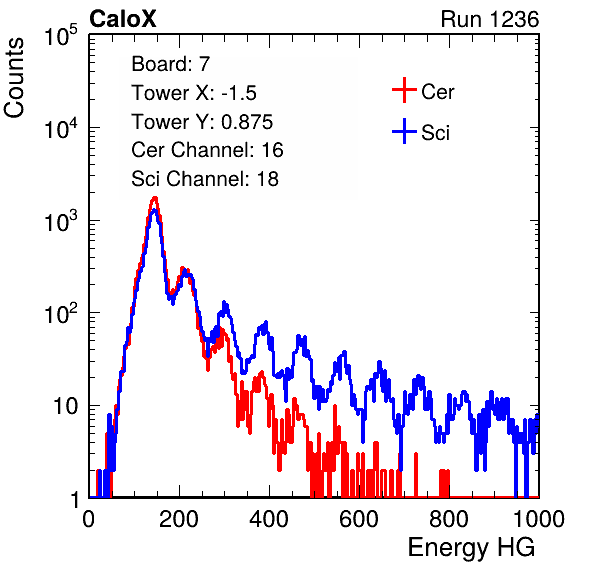 CaloX Run 1236
Counts
10^5
10^4
10^3
10^2
10
1
Board: 7
Tower X: -1.5
Tower Y: 0.875
Cer Channel: 16
Sci Channel: 18
Cer
Sci
0 200 400 600 800 1000
Energy HG